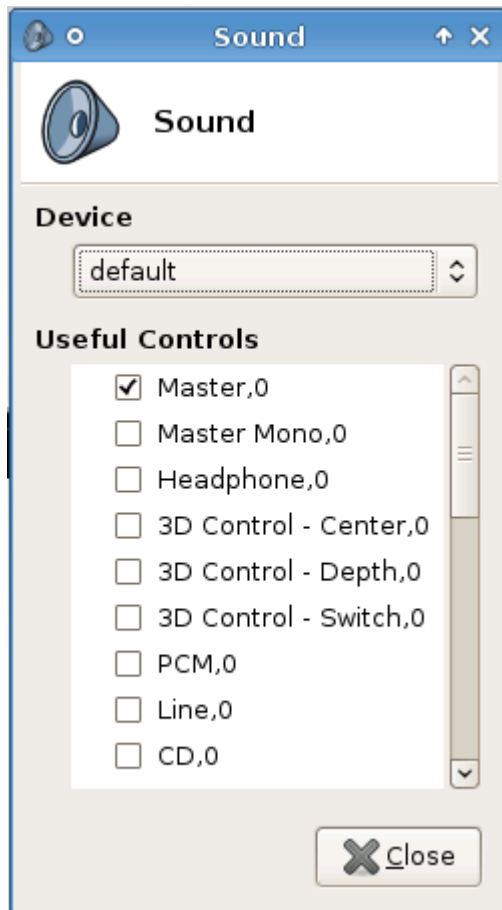 Sound
Sound
Device
default
Useful Controls
Master,0
Master Mono,0
Headphone,0
3D Control - Center,0
3D Control - Depth,0
3D Control - Switch,0
PCM,0
Line,0
CD,0
Close